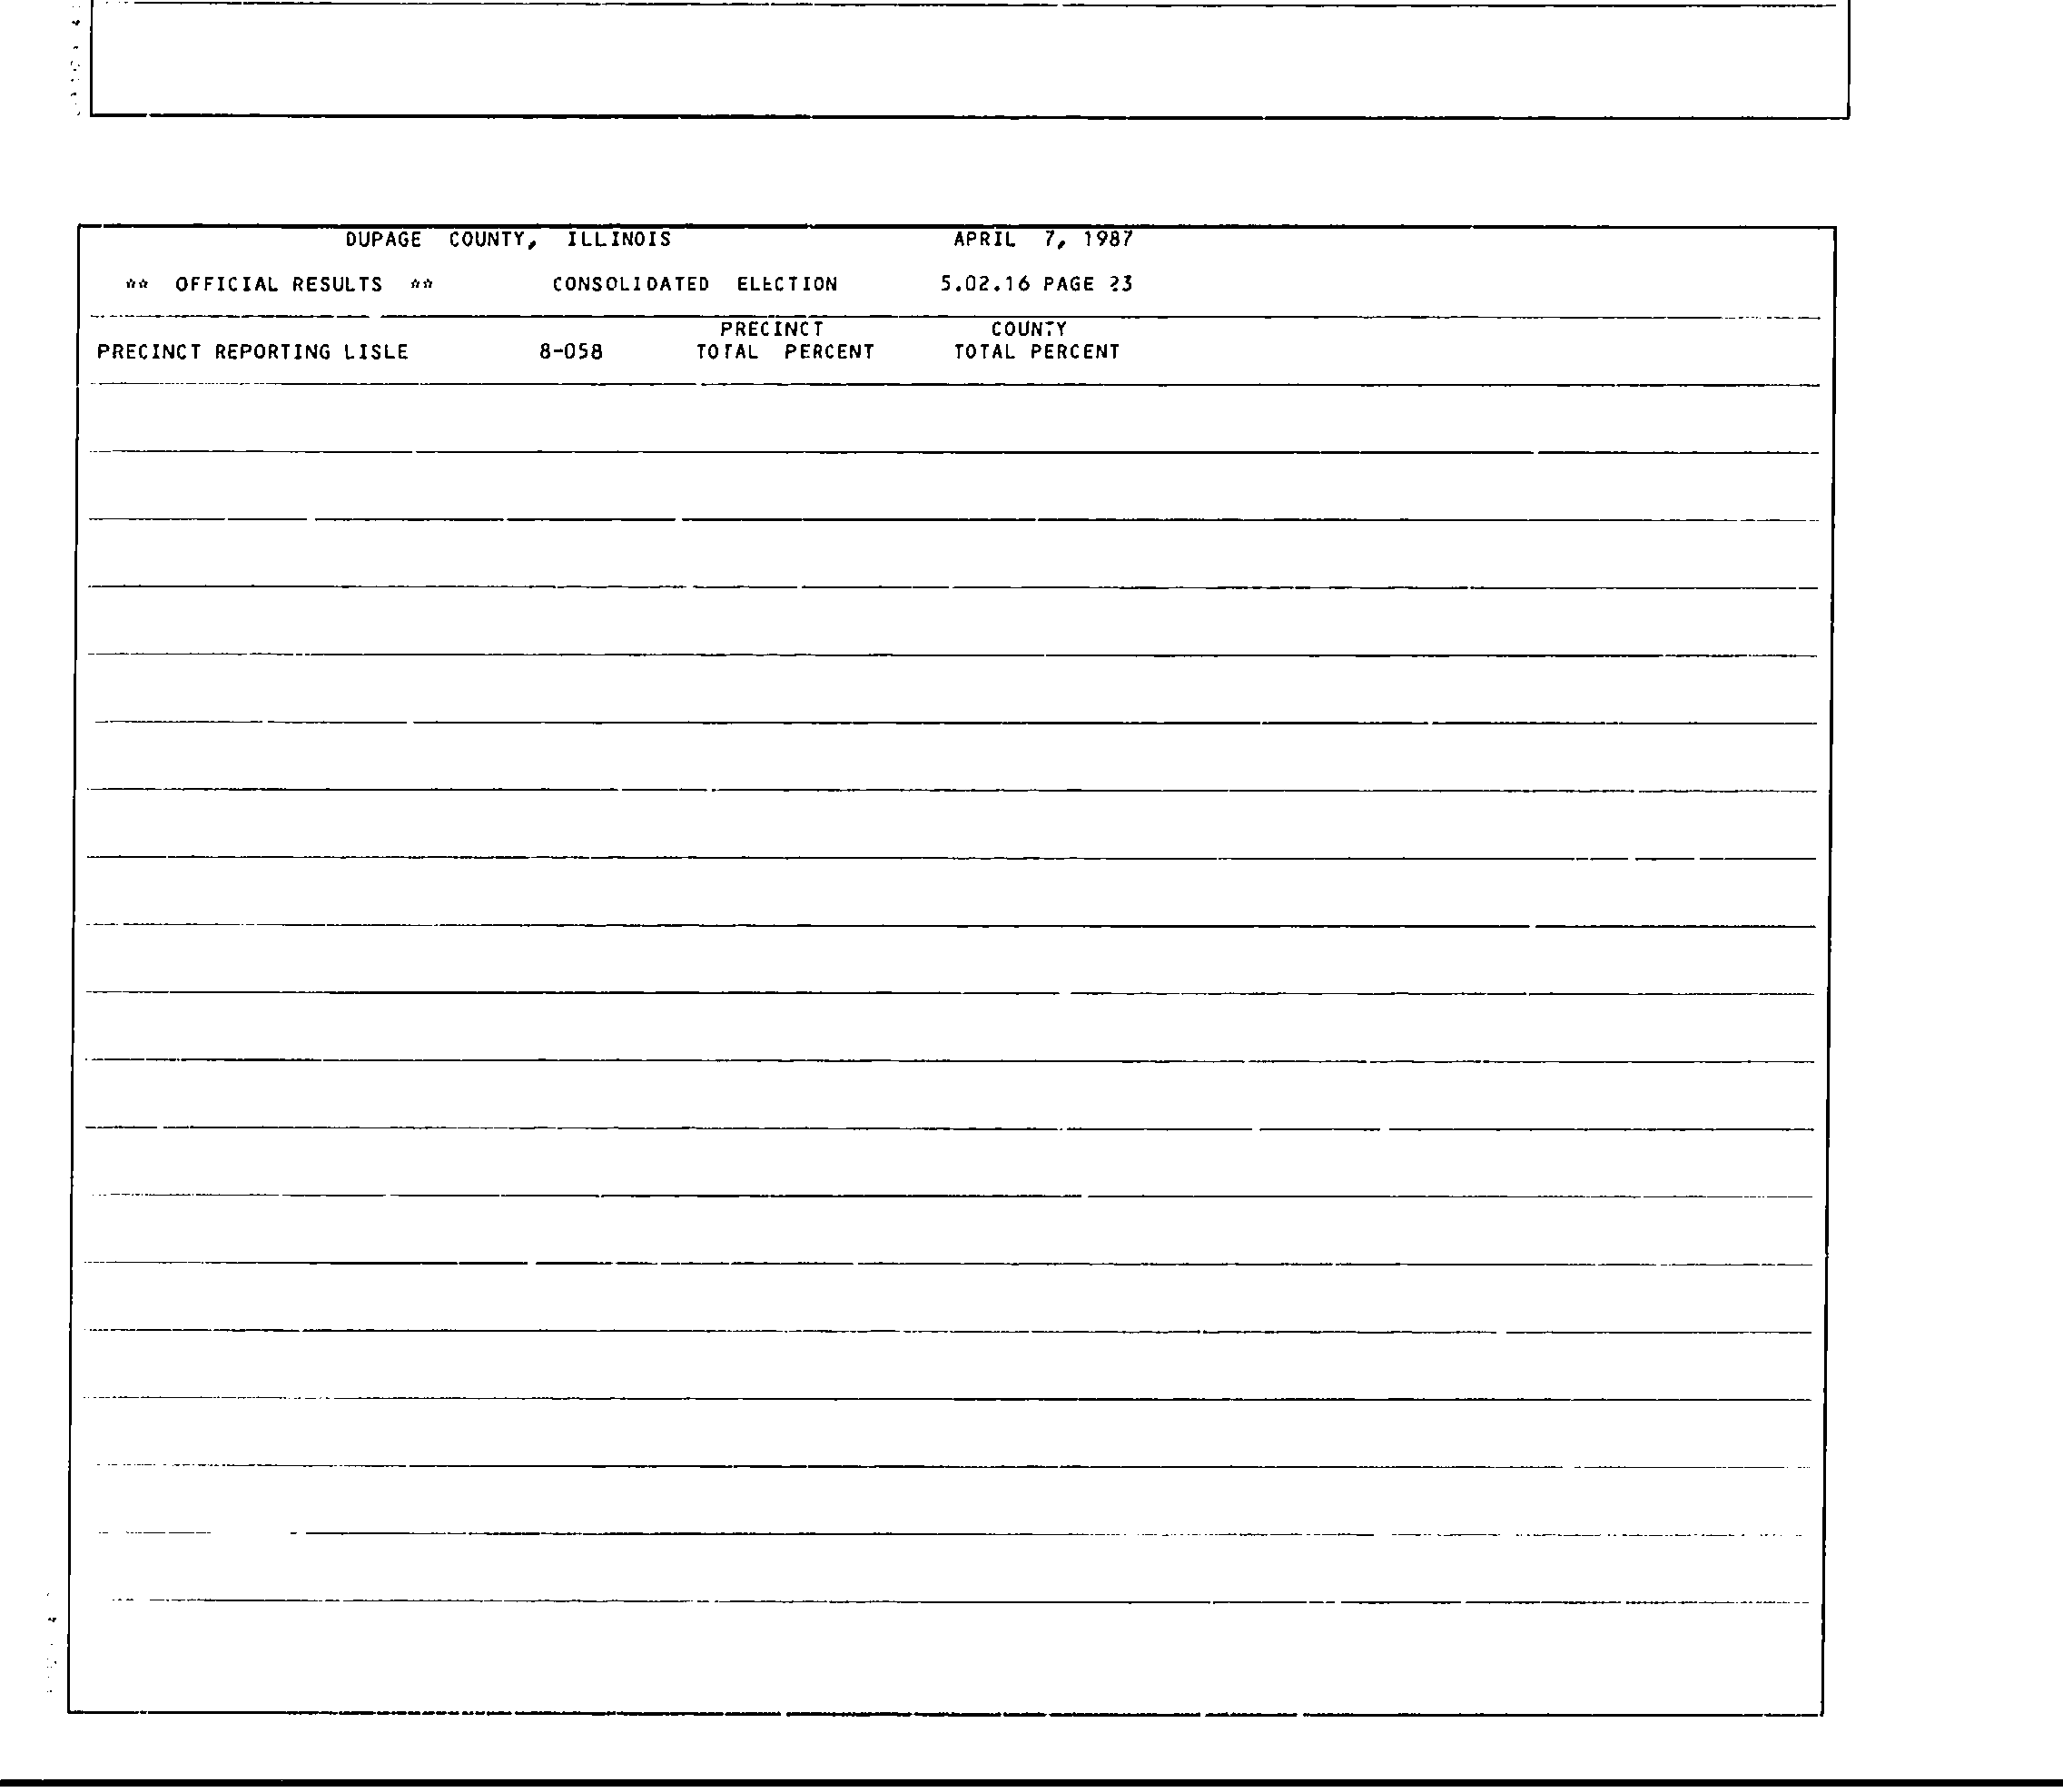 DUPAGE COUNTY, ILLINOIS APRIL 7, 1987
** OFFICIAL RESULTS ** CONSOLIDATED ELECTION 5.02.16 PAGE 23
PRECINCT COUNTY
PRECINCT REPORTING LISLE 8-058 TOTAL PERCENT TOTAL PERCENT